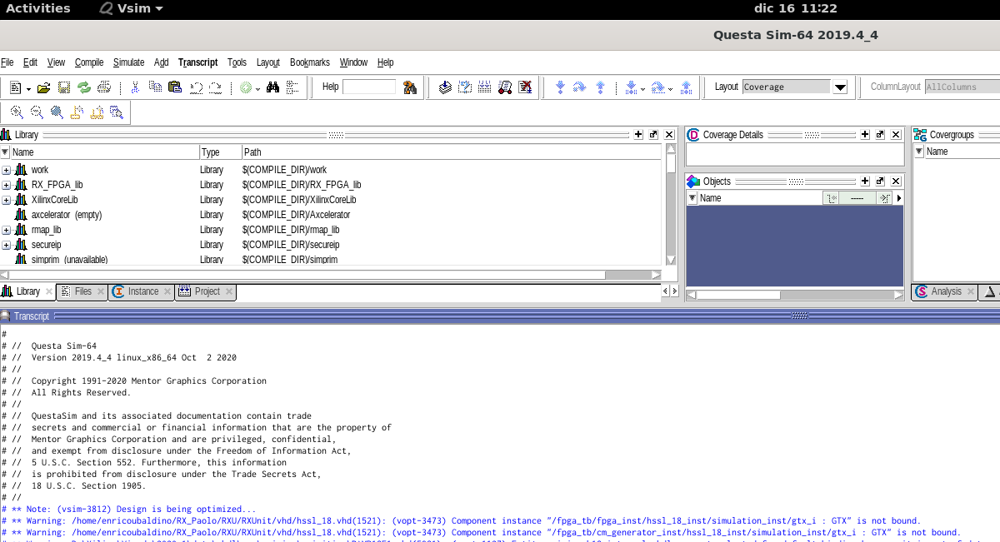 Activities Vsim dic 16 11:22
Questa Sim-64 2019.4_4
File Edit View Compile Simulate Add Transcript Tools Layout Bookmarks Window Help
Help Layout Coverage ColumnLayout AllColumns
Library
Name Type Path
work Library $(COMPILE_DIR)/work
RX_FPGA_lib Library $(COMPILE_DIR)/RX_FPGA_lib
XilinxCoreLib Library $(COMPILE_DIR)/XilinxCoreLib
axcelerator (empty) Library $(COMPILE_DIR)/Axcelerator
rmap_lib Library $(COMPILE_DIR)/rmap_lib
secureip Library $(COMPILE_DIR)/secureip
simprim (unavailable) Library $(COMPILE_DIR)/simprim
Library Files Instance Project
Coverage Details
Objects
Name
Covergroups
Name
Analysis
Transcript
#
# // Questa Sim-64
# // Version 2019.4_4 linux_x86_64 Oct 2 2020
# //
# // Copyright 1991-2020 Mentor Graphics Corporation
# // All Rights Reserved.
# //
# // QuestaSim and its associated documentation contain trade
# // secrets and commercial or financial information that are the property of
# // Mentor Graphics Corporation and are privileged, confidential,
# // and exempt from disclosure under the Freedom of Information Act,
# // 5 U.S.C. Section 552. Furthermore, this information
# // is prohibited from disclosure under the Trade Secrets Act,
# // 18 U.S.C. Section 1905.
# //
# ** Note: (vsim-3812) Design is being optimized...
# ** Warning: /home/enricoubaldino/RX_Paolo/RXU/RXUnit/vhd/hssl_18.vhd(1521): (vopt-3473) Component instance "/fpga_tb/fpga_inst/hssl_18_inst/simulation_inst/gtx_i : GTX" is not bound.
# ** Warning: /home/enricoubaldino/RX_Paolo/RXU/RXUnit/vhd/hssl_18.vhd(1521): (vopt-3473) Component instance "/fpga_tb/cm_generator_inst/hssl_18_inst/simulation_inst/gtx_i : GTX" is not bound.